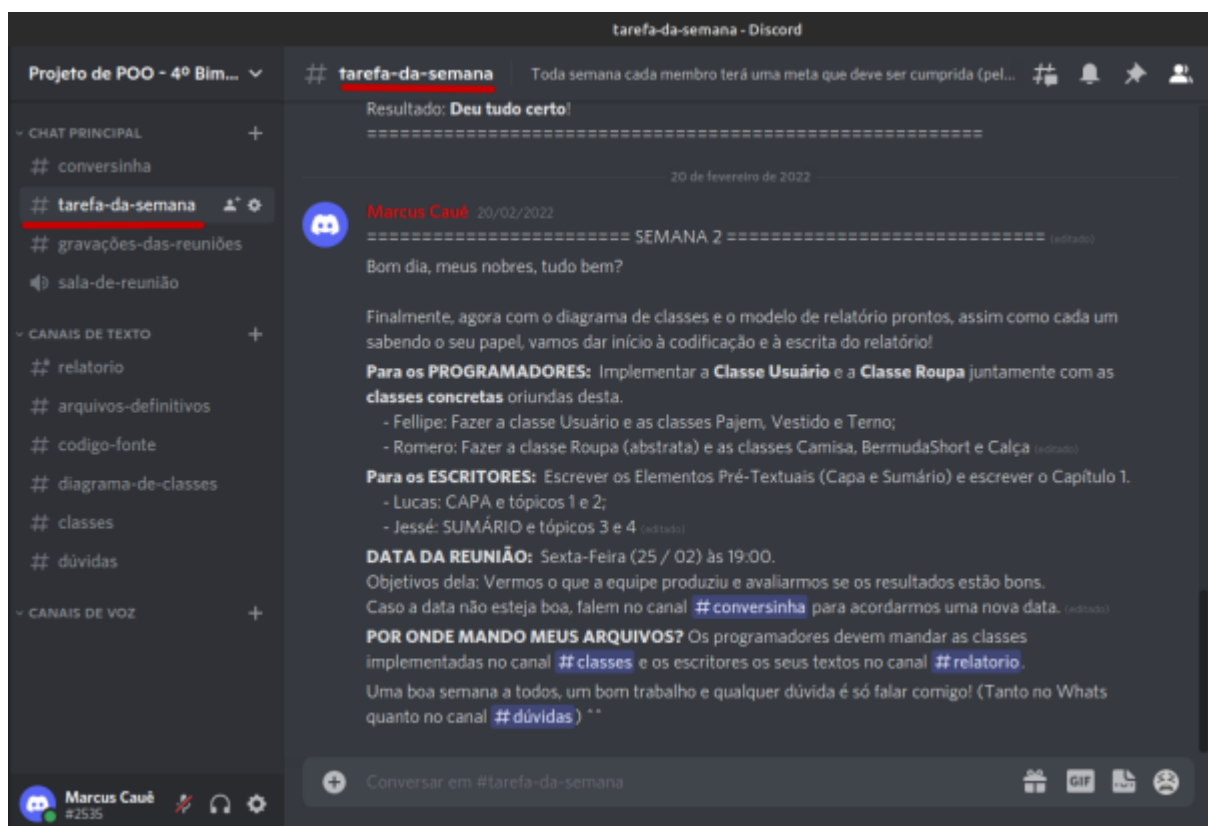 tarefa-da-semana - Discord
Projeto de POO - 4º Bim...
# tarefa-da-semana
Toda semana cada membro terá uma meta que deve ser cumprida (pel...
CHAT PRINCIPAL
# conversinha
# tarefa-da-semana
# gravações-das-reuniões
sala-de-reunião
CANAIS DE TEXTO
# relatorio
# arquivos-definitivos
# codigo-fonte
# diagrama-de-classes
# classes
# dúvidas
CANAIS DE VOZ
Marcus Cauê
#2535
Resultado: Deu tudo certo!
========================================================
20 de fevereiro de 2022
Marcus Cauê 20/02/2022
======================== SEMANA 2 ============================= (editado)
Bom dia, meus nobres, tudo bem?
Finalmente, agora com o diagrama de classes e o modelo de relatório prontos, assim como cada um
sabendo o seu papel, vamos dar início à codificação e à escrita do relatório!
Para os PROGRAMADORES: Implementar a Classe Usuário e a Classe Roupa juntamente com as
classes concretas oriundas desta.
- Fellipe: Fazer a classe Usuário e as classes Pajem, Vestido e Terno;
- Romero: Fazer a classe Roupa (abstrata) e as classes Camisa, BermudaShort e Calça (editado)
Para os ESCRITORES: Escrever os Elementos Pré-Textuais (Capa e Sumário) e escrever o Capítulo 1.
- Lucas: CAPA e tópicos 1 e 2;
- Jessé: SUMÁRIO e tópicos 3 e 4 (editado)
DATA DA REUNIÃO: Sexta-Feira (25 / 02) às 19:00.
Objetivos dela: Vermos o que a equipe produziu e avaliarmos se os resultados estão bons.
Caso a data não esteja boa, falem no canal #conversinha para acordarmos uma nova data. (editado)
POR ONDE MANDO MEUS ARQUIVOS? Os programadores devem mandar as classes
implementadas no canal #classes e os escritores os seus textos no canal #relatorio.
Uma boa semana a todos, um bom trabalho e qualquer dúvida é só falar comigo! (Tanto no Whats
quanto no canal #dúvidas) ^^
Conversar em #tarefa-da-semana
GIF